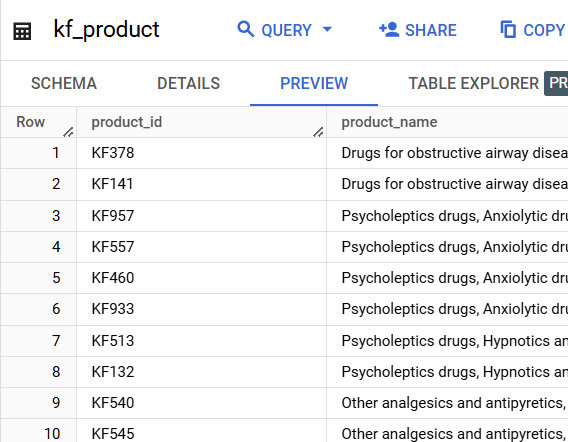 kf_product QUERY SHARE COPY
SCHEMA DETAILS PREVIEW TABLE EXPLORER PR
Row product_id product_name
1 KF378 Drugs for obstructive airway disea
2 KF141 Drugs for obstructive airway disea
3 KF957 Psycholeptics drugs, Anxiolytic dru
4 KF557 Psycholeptics drugs, Anxiolytic dru
5 KF460 Psycholeptics drugs, Anxiolytic dru
6 KF933 Psycholeptics drugs, Anxiolytic dru
7 KF513 Psycholeptics drugs, Hypnotics an
8 KF132 Psycholeptics drugs, Hypnotics an
9 KF540 Other analgesics and antipyretics,
10 KF545 Other analgesics and antipyretics,